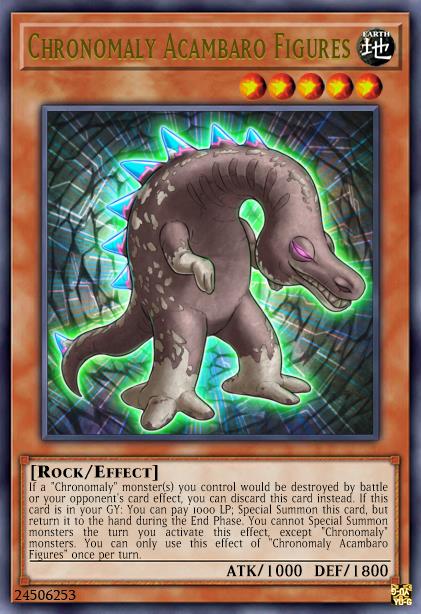 CHRONOMALY ACAMBARO FIGURES
EARTH
地
[ROCK/EFFECT]
If a "Chronomaly" monster(s) you control would be destroyed by battle
or your opponent's card effect, you can discard this card instead. If this
card is in your GY: You can pay 1000 LP; Special Summon this card, but
return it to the hand during the End Phase. You cannot Special Summon
monsters the turn you activate this effect, except "Chronomaly"
monsters. You can only use this effect of "Chronomaly Acambaro
Figures" once per turn.
ATK/1000 DEF/1800
24506253